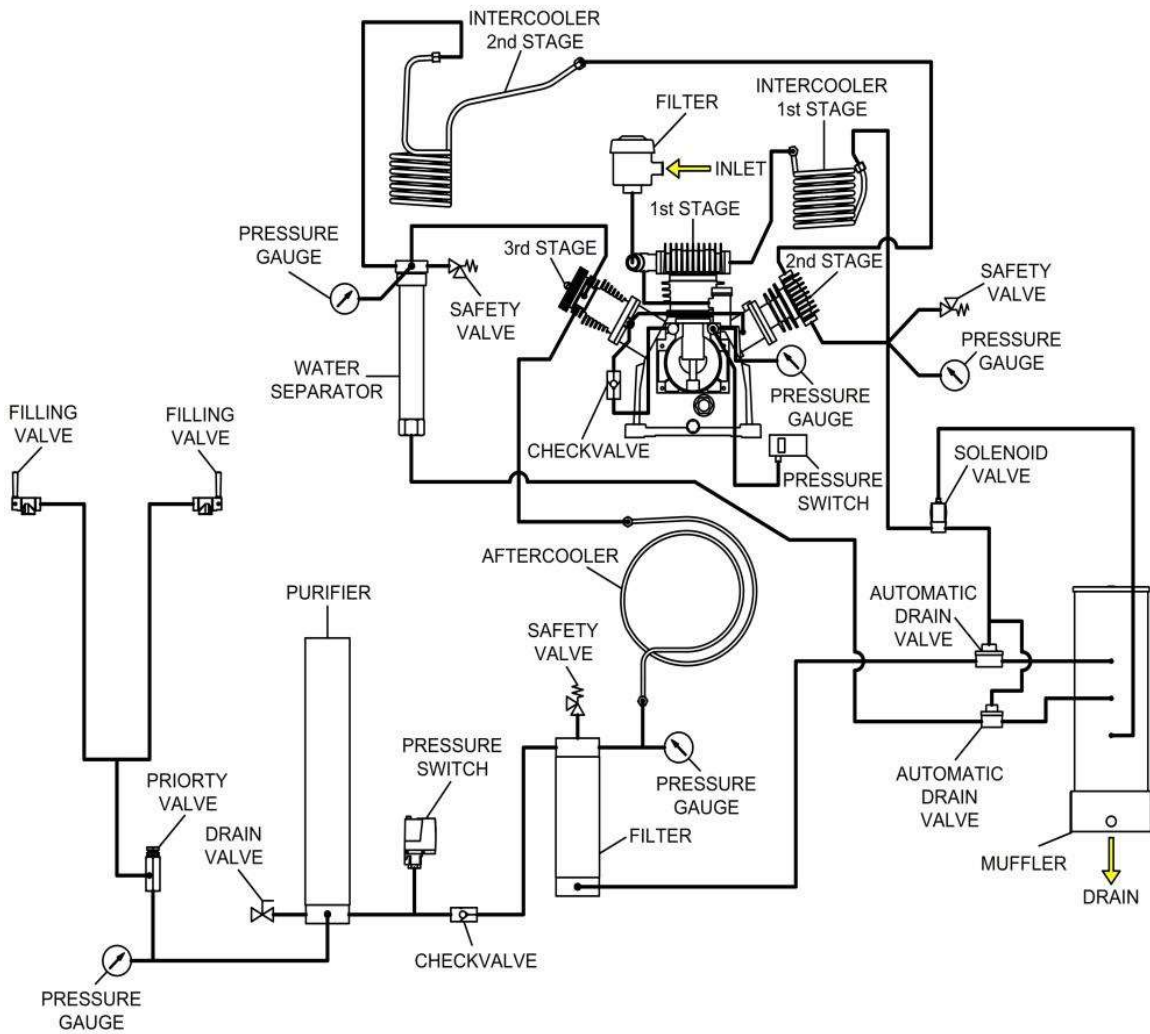 INTERCOOLER
2nd STAGE
INTERCOOLER
1st STAGE
FILTER
INLET
1st STAGE
PRESSURE
GAUGE
3rd STAGE
2nd STAGE
SAFETY
VALVE
SAFETY
VALVE
PRESSURE
GAUGE
WATER
SEPARATOR
PRESSURE
GAUGE
FILLING
VALVE
FILLING
VALVE
CHECKVALVE
PRESSURE
SWITCH
SOLENOID
VALVE
AFTERCOOLER
PURIFIER
AUTOMATIC
DRAIN
VALVE
SAFETY
VALVE
PRESSURE
SWITCH
PRESSURE
GAUGE
AUTOMATIC
DRAIN
VALVE
PRIORTY
VALVE
DRAIN
VALVE
FILTER
MUFFLER
DRAIN
CHECKVALVE
PRESSURE
GAUGE